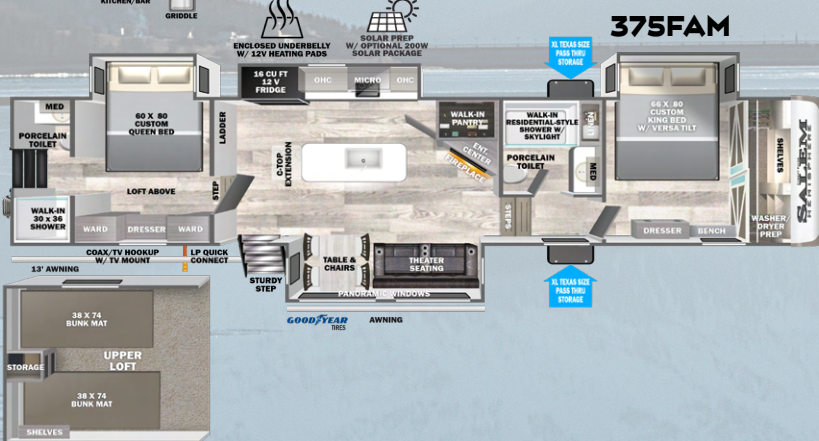 KITCHEN/BAR
GRIDDLE
ENCLOSED UNDERBELLY
W/ 12V HEATING PADS
SOLAR PREP
W/ OPTIONAL 200W
SOLAR PACKAGE
375FAM
XL TEXAS SIZE
PASS THRU
STORAGE
16 CU FT
12 V
FRIDGE
OHC
MICRO
OHC
MED
PORCELAIN
TOILET
60 X 80
CUSTOM
QUEEN BED
LADDER
LOFT ABOVE
STEP
WALK-IN
30 x 36
SHOWER
WARD
DRESSER
WARD
C-TOP
EXTENSION
WALK-IN
PANTRY
ENT
CENTER
FIREPLACE
WALK-IN
RESIDENTIAL-STYLE
SHOWER W/
SKYLIGHT
LINEN
PORCELAIN
TOILET
MED
STEPS
66 X 80
CUSTOM
KING BED
W/ VERSA TILT
SHELVES
SALEM
HEMISPHERE
WASHER/
DRYER
PREP
DRESSER
BENCH
COAX/TV HOOKUP
W/ TV MOUNT
LP QUICK
CONNECT
13' AWNING
STURDY
STEP
TABLE &
CHAIRS
THEATER
SEATING
PANORAMIC WINDOWS
GOODYEAR
TIRES
AWNING
XL TEXAS SIZE
PASS THRU
STORAGE
38 X 74
BUNK MAT
UPPER
LOFT
STORAGE
38 X 74
BUNK MAT
SHELVES